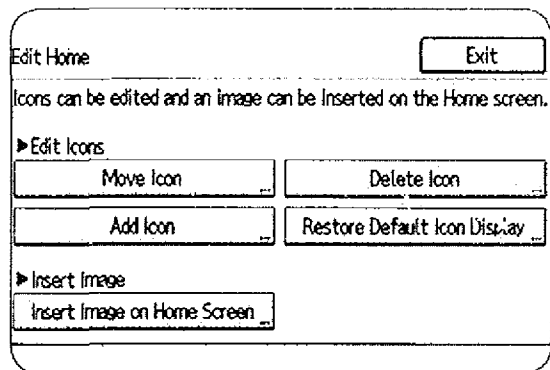 Edit Home
Exit
Icons can be edited and an image can be Inserted on the Home screen.
▶Edit Icons
Move Icon
Delete Icon
Add Icon
Restore Default Icon Display
▶Insert Image
Insert Image on Home Screen